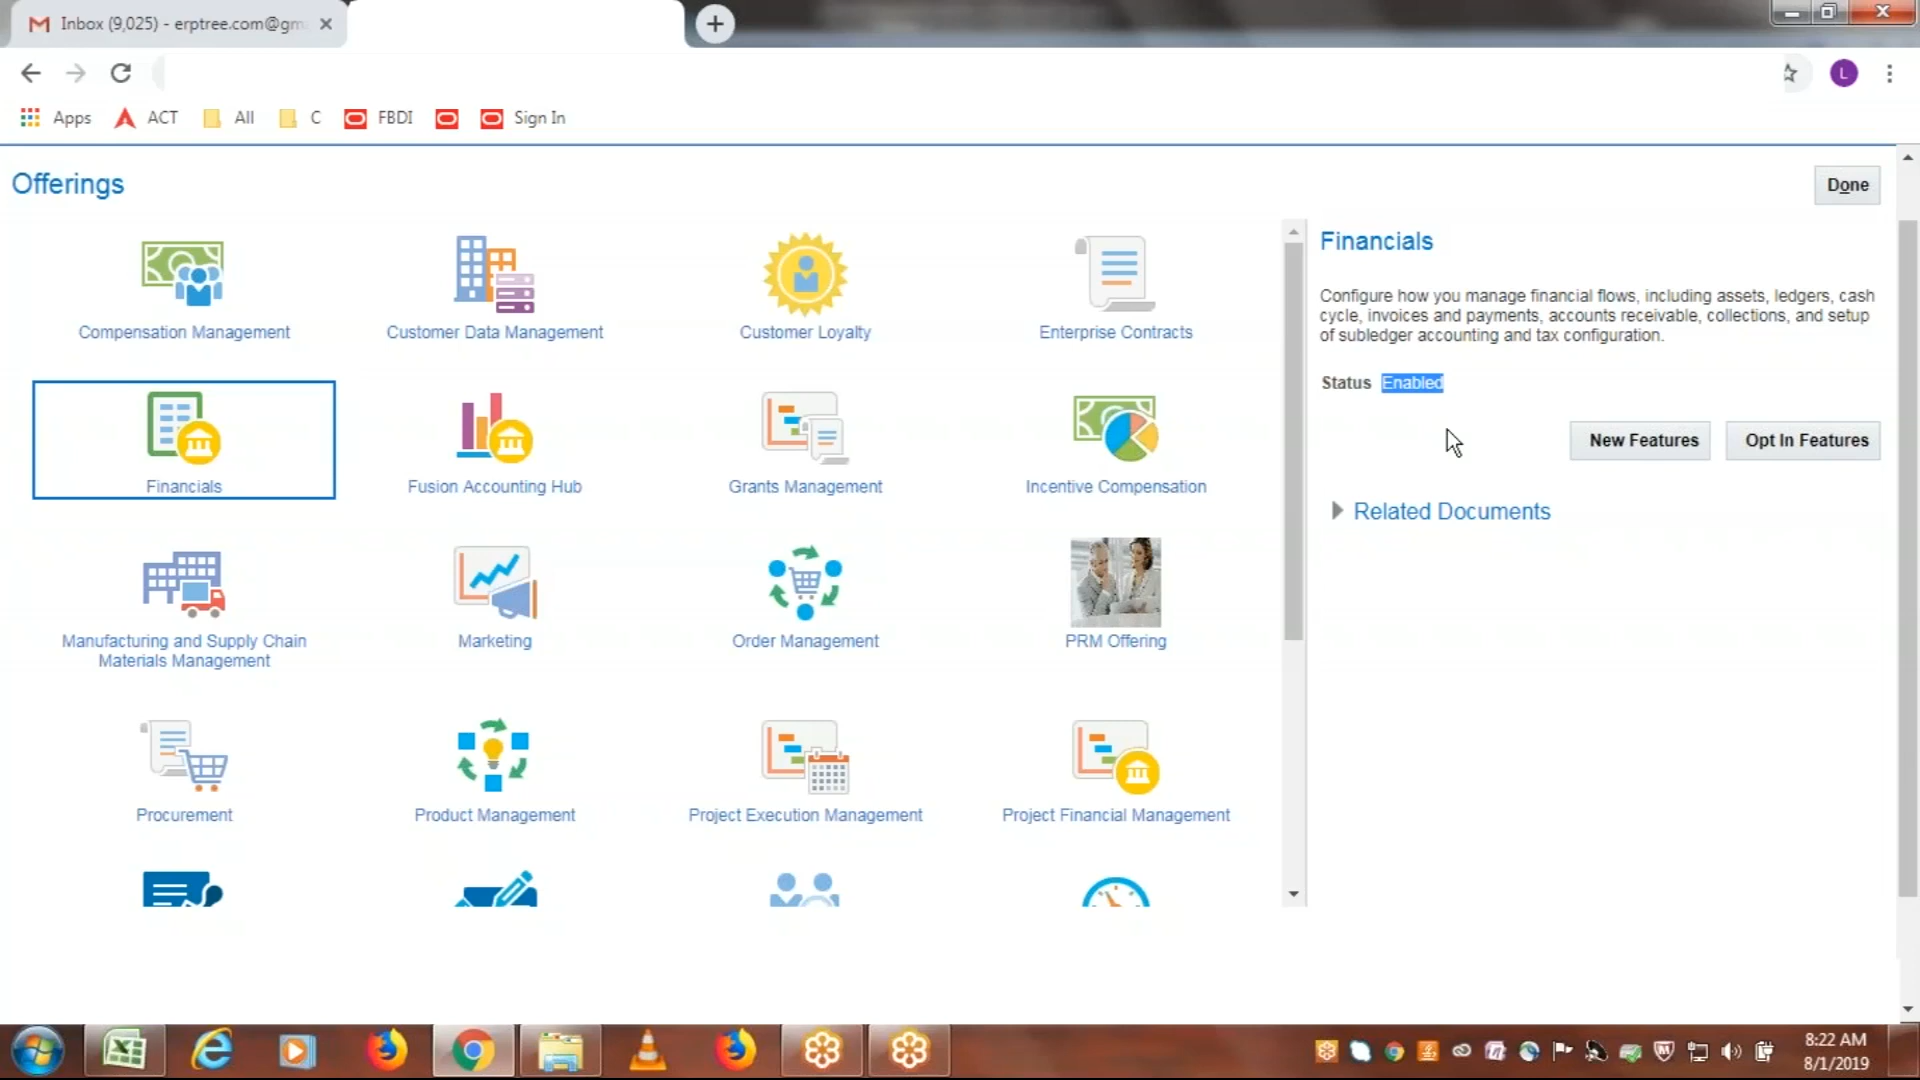 Inbox (9,025) - erptree.com@gm
Apps
ACT
All
C
FBDI
Sign In
Offerings
Done
Compensation Management
Customer Data Management
Customer Loyalty
Enterprise Contracts
Financials
Fusion Accounting Hub
Grants Management
Incentive Compensation
Manufacturing and Supply Chain
Materials Management
Marketing
Order Management
PRM Offering
Procurement
Product Management
Project Execution Management
Project Financial Management
Financials
Configure how you manage financial flows, including assets, ledgers, cash
cycle, invoices and payments, accounts receivable, collections, and setup
of subledger accounting and tax configuration.
Status Enabled
New Features
Opt In Features
Related Documents
L
8:22 AM
8/1/2019